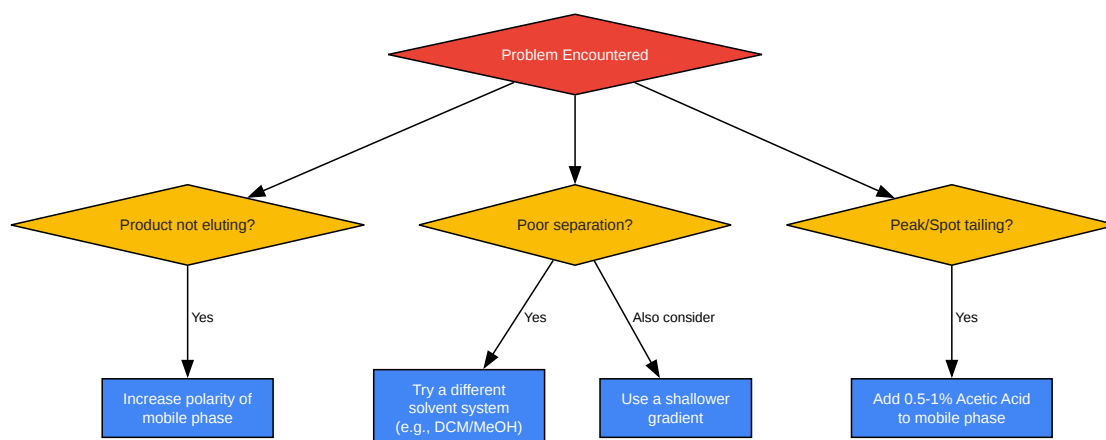 Problem Encountered
Product not eluting?
Poor separation?
Peak/Spot tailing?
Yes
Yes
Also consider
Yes
Increase polarity of
mobile phase
Try a different
solvent system
(e.g., DCM/MeOH)
Use a shallower
gradient
Add 0.5-1% Acetic Acid
to mobile phase